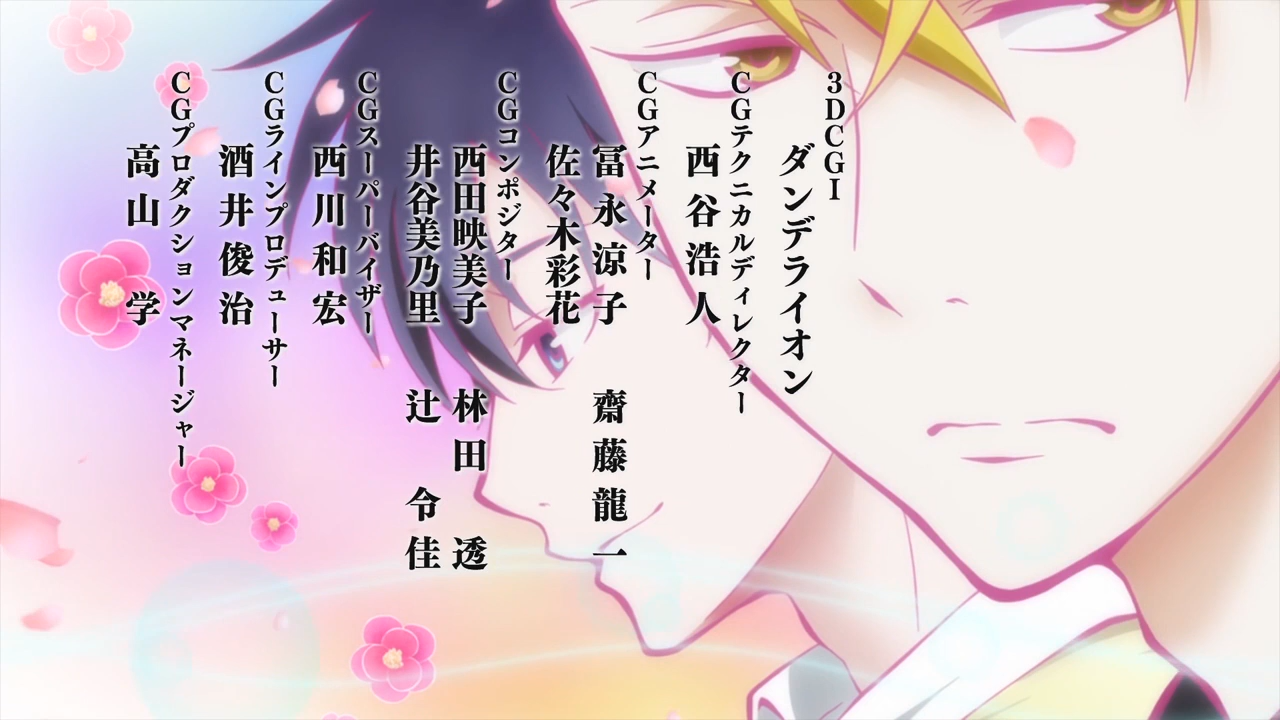 3DCGI
ダンデライオン
CGテクニカルディレクター
西谷浩人
CGアニメーター
冨永涼子　齋藤龍一
佐々木彩花
CGコンポジター
西田映美子　林田　透
井谷美乃里　辻　令佳
CGスーパーバイザー
西川和宏
CGラインプロデューサー
酒井俊治
CGプロダクションマネージャー
高山　学